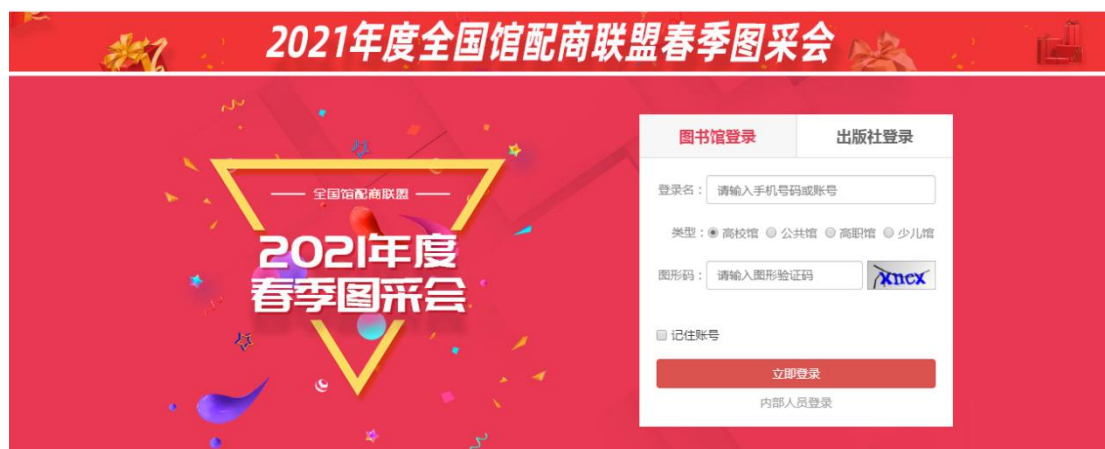 2021年度全国馆配商联盟春季图采会
全国馆配商联盟
2021年度
春季图采会
图书馆登录 出版社登录
登录名： 请输入手机号码或账号
类型： 高校馆 公共馆 高职馆 少儿馆
图形码： 请输入图形验证码 xncx
记住账号
立即登录
内部人员登录